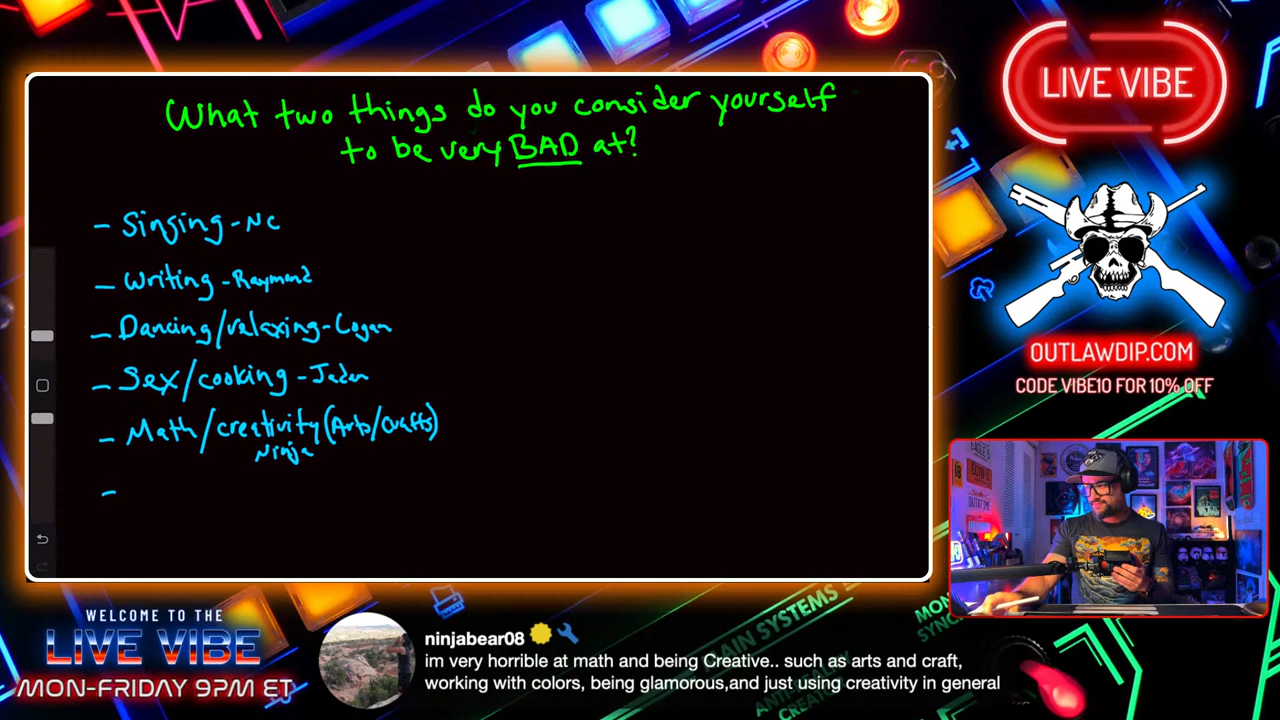 What two things do you consider yourself
to be very BAD at?
- Singing - NC
- Writing - Raymond
- Dancing/relaxing - Logan
- Sex/cooking - Jaden
- Math/creativity (Arts/Crafts)
Ninja
-
LIVE VIBE
OUTLAWDIP.COM
CODE VIBE10 FOR 10% OFF
WELCOME TO THE
LIVE VIBE
MON-FRIDAY 9PM ET
ninjabear08
im very horrible at math and being Creative.. such as arts and craft,
working with colors, being glamorous,and just using creativity in general